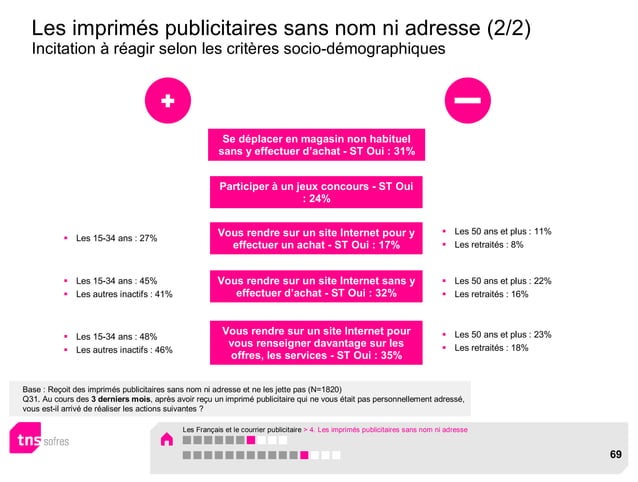 Les imprimés publicitaires sans nom ni adresse (2/2)
Incitation à réagir selon les critères socio-démographiques
Se déplacer en magasin non habituel
sans y effectuer d'achat - ST Oui : 31%
Participer à un jeux concours - ST Oui
: 24%
Les 15-34 ans : 27%
Vous rendre sur un site Internet pour y
effectuer un achat - ST Oui : 17%
Les 50 ans et plus : 11%
Les retraités : 8%
Les 15-34 ans : 45%
Les autres inactifs : 41%
Vous rendre sur un site Internet sans y
effectuer d'achat - ST Oui : 32%
Les 50 ans et plus : 22%
Les retraités : 16%
Les 15-34 ans : 48%
Les autres inactifs : 46%
Vous rendre sur un site Internet pour
vous renseigner davantage sur les
offres, les services - ST Oui : 35%
Les 50 ans et plus : 23%
Les retraités : 18%
Base : Reçoit des imprimés publicitaires sans nom ni adresse et ne les jette pas (N=1820)
Q31. Au cours des 3 derniers mois, après avoir reçu un imprimé publicitaire qui ne vous était pas personnellement adressé,
vous est-il arrivé de réaliser les actions suivantes ?
Les Français et le courrier publicitaire > 4. Les imprimés publicitaires sans nom ni adresse
tns sofres
69